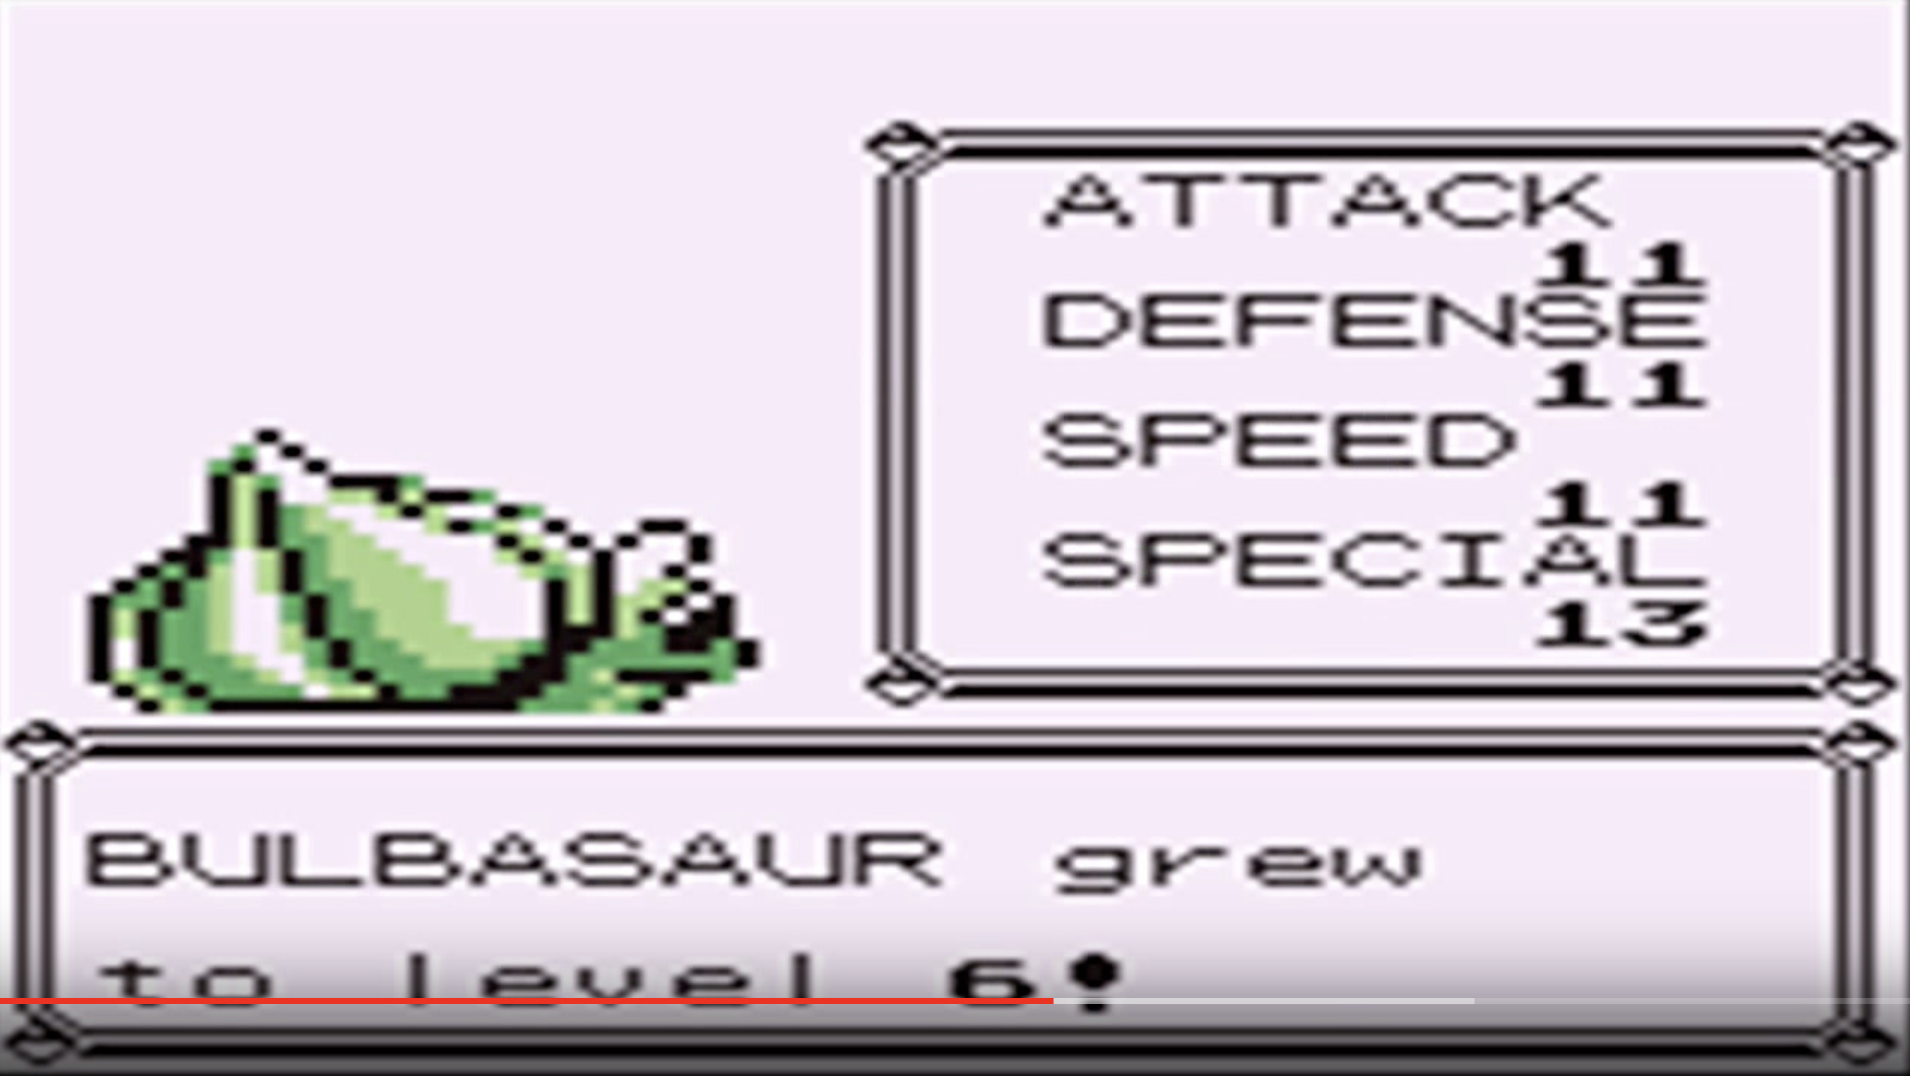 ATTACK
11
DEFENSE
11
SPEED
11
SPECIAL
13
BULBASAUR grew
to level 6!